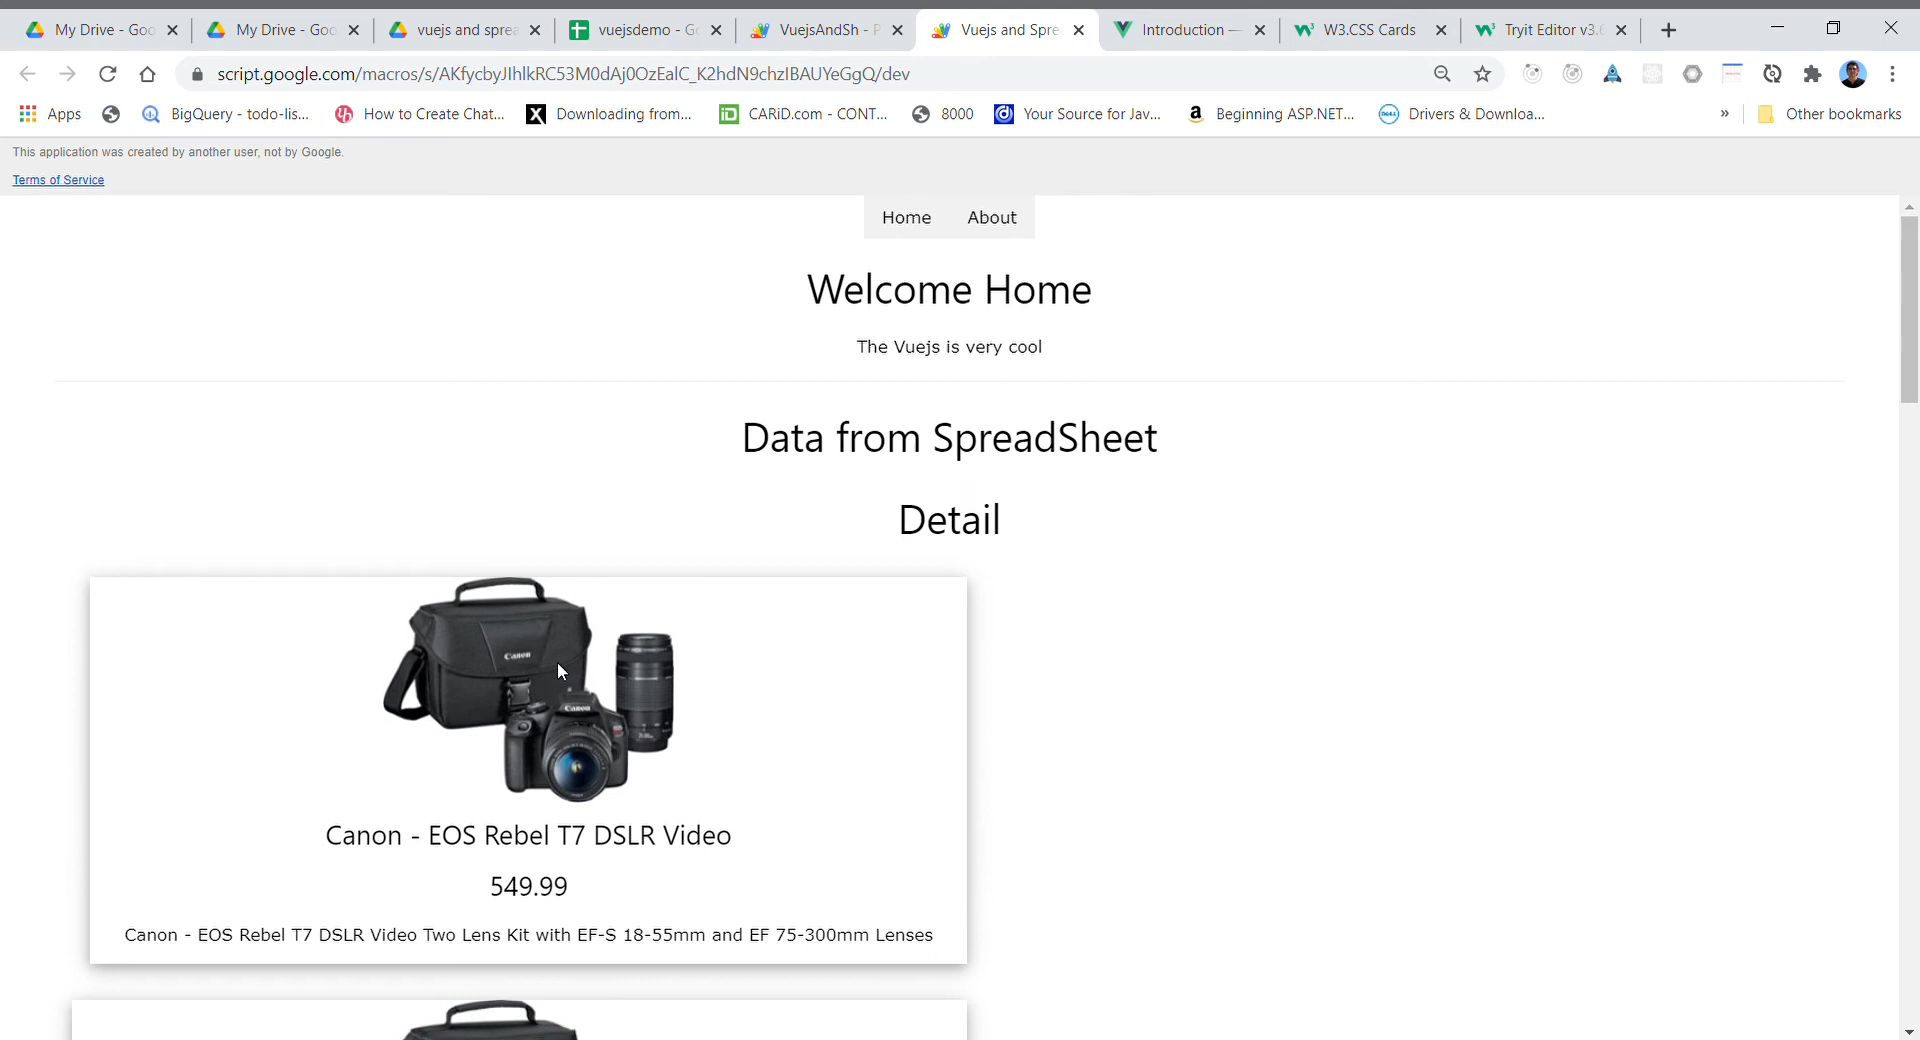 My Drive - Goo
My Drive - Goo
vuejs and sprea
vuejsdemo - G
VuejsAndSh - P
Vuejs and Spre
Introduction —
W3.CSS Cards
Tryit Editor v3.6
script.google.com/macros/s/AKfycbyJIhlkRC53M0dAj0OzEalC_K2hdN9chzIBAUYeGgQ/dev
Apps
BigQuery - todo-lis...
How to Create Chat...
Downloading from...
CARiD.com - CONT...
8000
Your Source for Jav...
Beginning ASP.NET...
Drivers & Downloa...
»
Other bookmarks
This application was created by another user, not by Google.
Terms of Service
Home About
Welcome Home
The Vuejs is very cool
Data from SpreadSheet
Detail
Canon
Canon
Canon - EOS Rebel T7 DSLR Video
549.99
Canon - EOS Rebel T7 DSLR Video Two Lens Kit with EF-S 18-55mm and EF 75-300mm Lenses